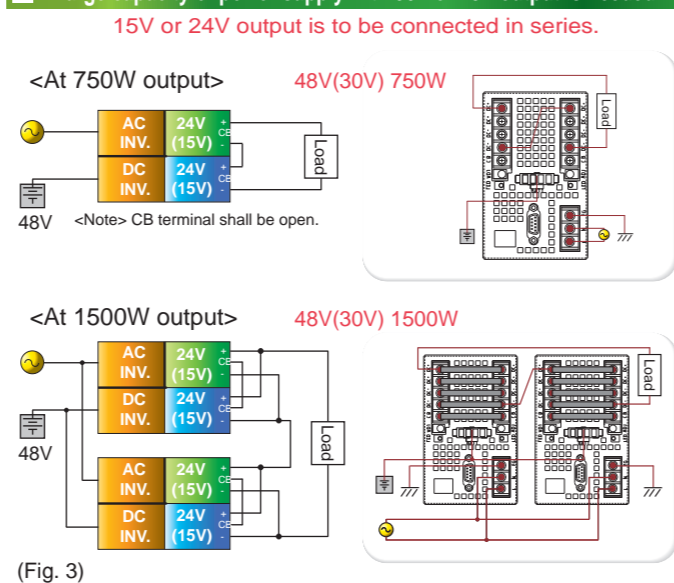 15V or 24V output is to be connected in series.
<At 750W output>
48V(30V) 750W
AC INV.
24V (15V)
+
CB
-
DC INV.
24V (15V)
+
CB
-
Load
48V
<Note> CB terminal shall be open.
Load
<At 1500W output>
48V(30V) 1500W
AC INV.
24V (15V)
+
CB
-
DC INV.
24V (15V)
Load
48V
AC INV.
24V (15V)
+
CB
-
DC INV.
24V (15V)
Load
(Fig. 3)